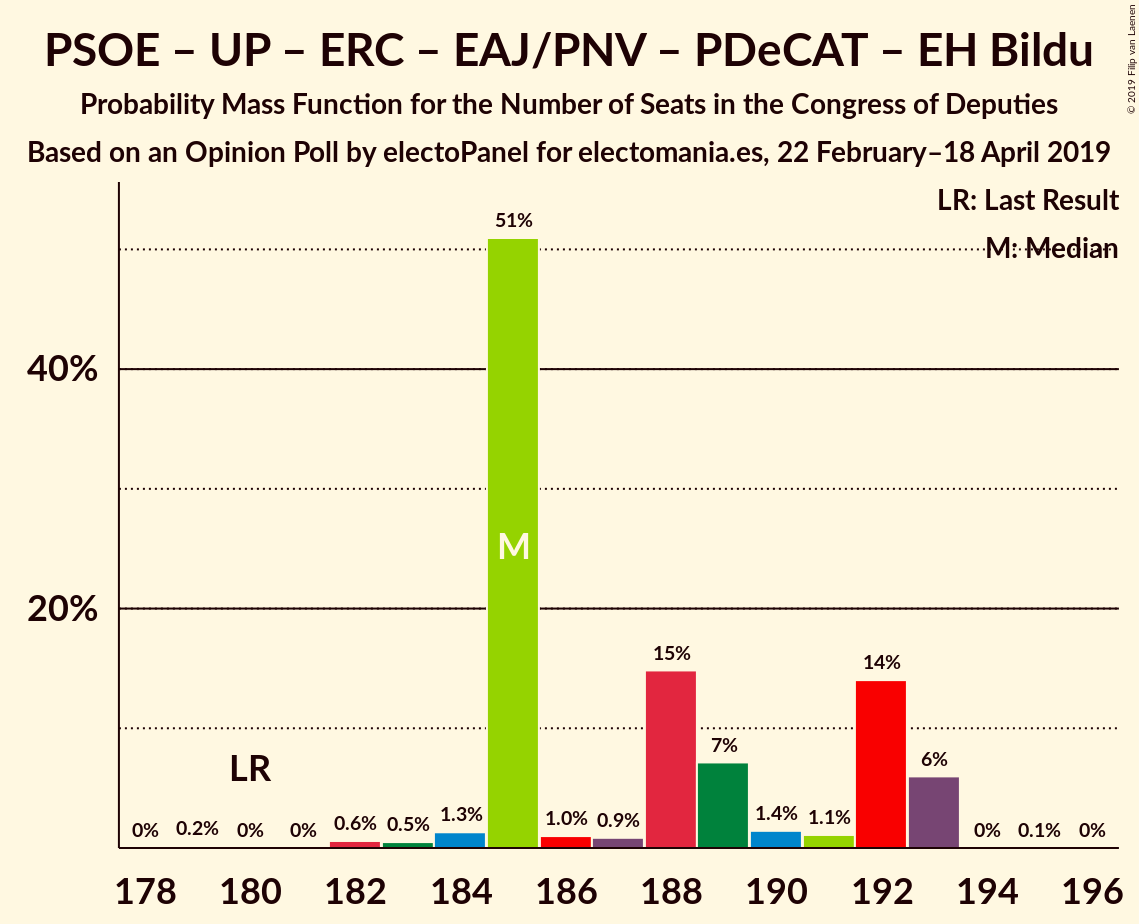 PSOE – UP – ERC – EAJ/PNV – PDeCAT – EH Bildu
Probability Mass Function for the Number of Seats in the Congress of Deputies
Based on an Opinion Poll by electoPanel for electomania.es, 22 February–18 April 2019
© 2019 Filip van Laenen
LR: Last Result
M: Median
51%
40%
M
20%
15%
14%
7%
6%
LR
0% 0.2% 0% 0% 0.6% 0.5% 1.3% 1.0% 0.9% 1.4% 1.1% 0% 0.1% 0%
178 180 182 184 186 188 190 192 194 196